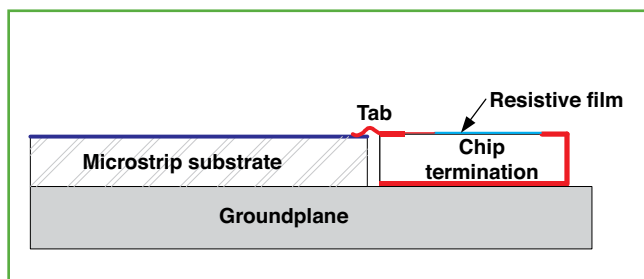 Resistive film
Tab
Microstrip substrate
Chip
termination
Groundplane